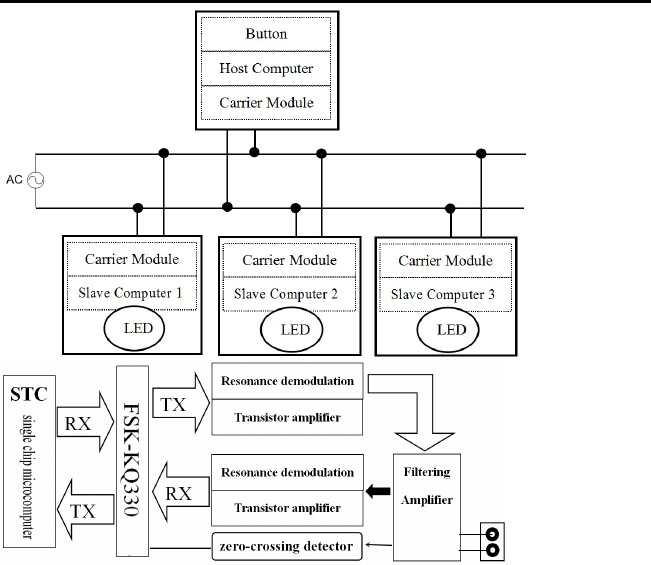 Button
Host Computer
Carrier Module
AC
Carrier Module
Slave Computer 1
LED
Carrier Module
Slave Computer 2
LED
Carrier Module
Slave Computer 3
LED
STC
single chip microcomputer
RX
TX
FSK-KQ330
TX
RX
Resonance demodulation
Transistor amplifier
Resonance demodulation
Transistor amplifier
zero-crossing detector
Filtering
Amplifier